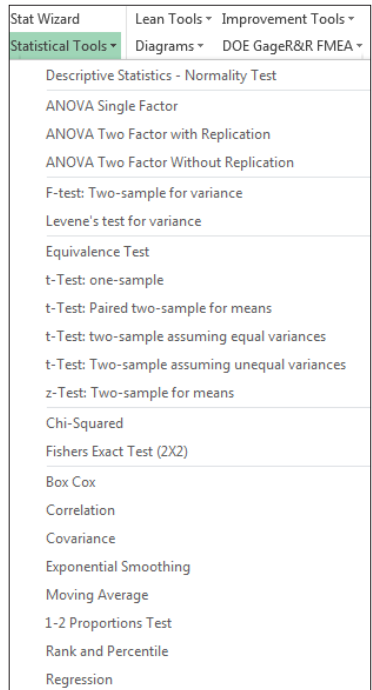 Stat Wizard Lean Tools Improvement Tools
Statistical Tools Diagrams DOE GageR&R FMEA
Descriptive Statistics - Normality Test
ANOVA Single Factor
ANOVA Two Factor with Replication
ANOVA Two Factor Without Replication
F-test: Two-sample for variance
Levene's test for variance
Equivalence Test
t-Test: one-sample
t-Test: Paired two-sample for means
t-Test: two-sample assuming equal variances
t-Test: Two-sample assuming unequal variances
z-Test: Two-sample for means
Chi-Squared
Fishers Exact Test (2X2)
Box Cox
Correlation
Covariance
Exponential Smoothing
Moving Average
1-2 Proportions Test
Rank and Percentile
Regression